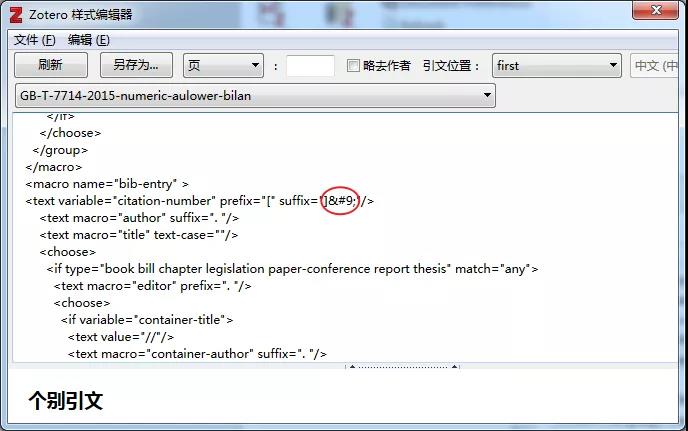 Zotero 样式编辑器
文件 (F) 编辑 (E)
刷新 另存为... 页 : 略去作者 引文位置： first 中文 (中
GB-T-7714-2015-numeric-aulower-bilan
</if>
</choose>
</group>
</macro>
<macro name="bib-entry" >
<text variable="citation-number" prefix="[" suffix="]&#9;"/>
<text macro="author" suffix=". "/>
<text macro="title" text-case=""/>
<choose>
<if type="book bill chapter legislation paper-conference report thesis" match="any">
<text macro="editor" prefix=". "/>
<choose>
<if variable="container-title">
<text value="//"/>
<text macro="container-author" suffix=". "/>
个别引文